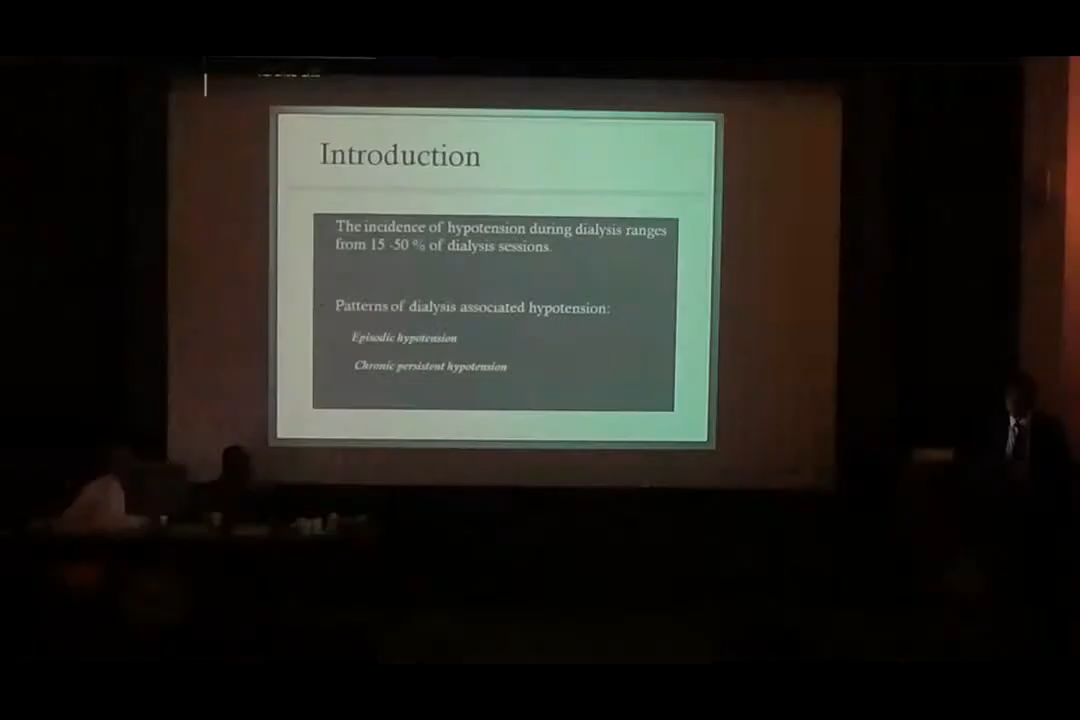 Introduction
The incidence of hypotension during dialysis ranges
from 15 -50 % of dialysis sessions.
Patterns of dialysis associated hypotension:
Episodic hypotension
Chronic persistent hypotension